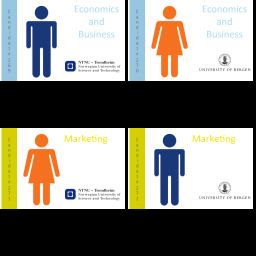 Economics
and
Business
NTNU – Trondheim
Norwegian University of
Science and Technology
Economics
and
Business
UNIVERSITY OF BERGEN
Marketing
NTNU – Trondheim
Norwegian University of
Science and Technology
Marketing
UNIVERSITY OF BERGEN